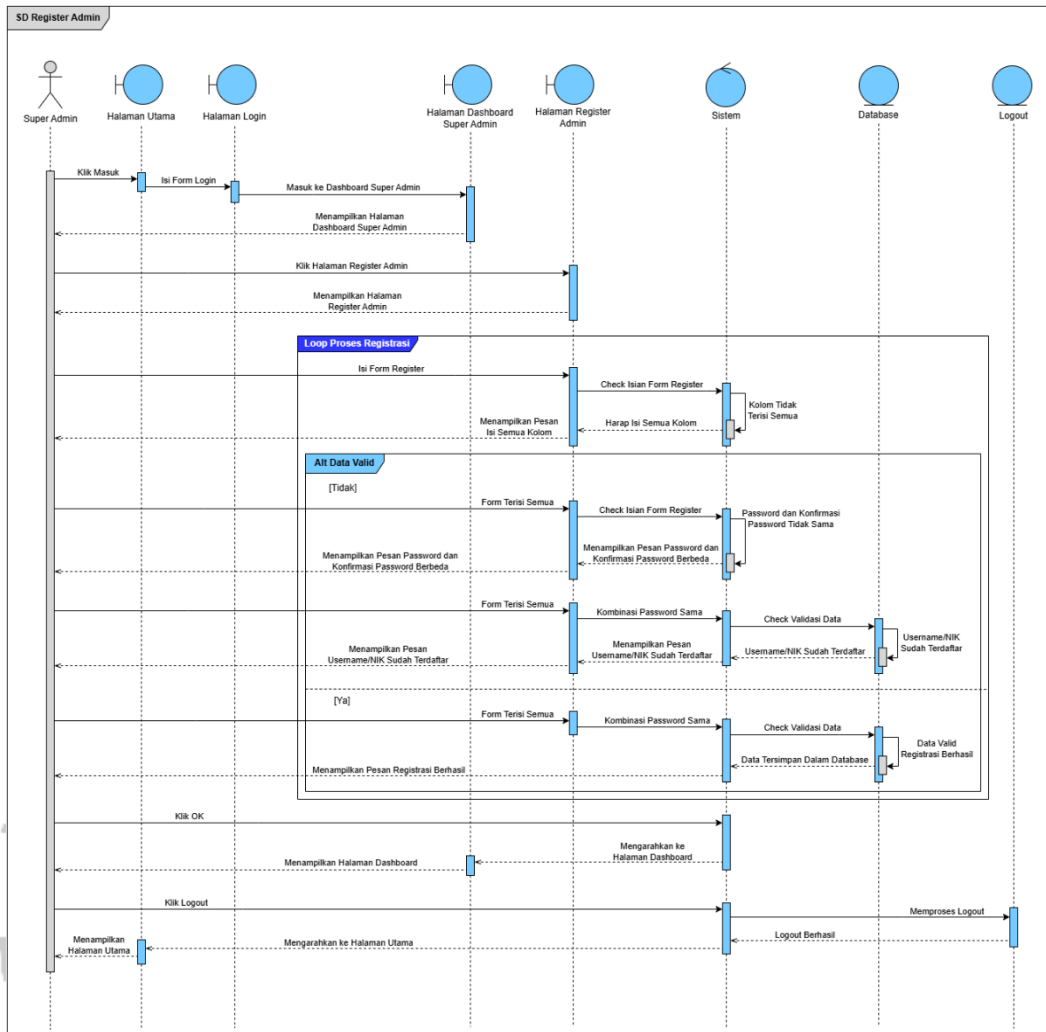 SD Register Admin
Super Admin
Halaman Utama
Halaman Login
Halaman Dashboard
Super Admin
Halaman Register
Admin
Sistem
Database
Logout
Klik Masuk
Isi Form Login
Masuk ke Dashboard Super Admin
Menampilkan Halaman
Dashboard Super Admin
Klik Halaman Register Admin
Menampilkan Halaman
Register Admin
Loop Proses Registrasi
Isi Form Register
Check Isian Form Register
Kolom Tidak
Terisi Semua
Harap Isi Semua Kolom
Menampilkan Pesan
Isi Semua Kolom
Alt Data Valid
[Tidak]
Form Terisi Semua
Check Isian Form Register
Password dan Konfirmasi
Password Tidak Sama
Menampilkan Pesan Password dan
Konfirmasi Password Berbeda
Menampilkan Pesan Password dan
Konfirmasi Password Berbeda
Form Terisi Semua
Kombinasi Password Sama
Check Validasi Data
Username/NIK
Sudah Terdaftar
Username/NIK Sudah Terdaftar
Menampilkan Pesan
Username/NIK Sudah Terdaftar
Menampilkan Pesan
Username/NIK Sudah Terdaftar
[Ya]
Form Terisi Semua
Kombinasi Password Sama
Check Validasi Data
Data Valid
Registrasi Berhasil
Data Tersimpan Dalam Database
Menampilkan Pesan Registrasi Berhasil
Klik OK
Mengarahkan ke
Halaman Dashboard
Menampilkan Halaman Dashboard
Klik Logout
Memproses Logout
Logout Berhasil
Mengarahkan ke Halaman Utama
Menampilkan
Halaman Utama